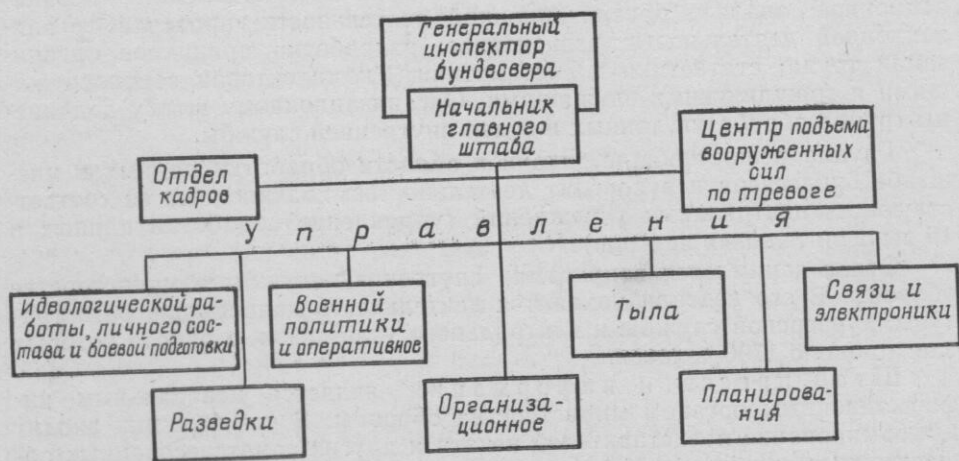 Генеральный
инспектор
бундесвера
Начальник
главного
штаба
Центр подъема
вооруженных
сил
по тревоге
Отдел
кадров
Управления
Идеологической ра-
боты, личного сос-
тава и боевой подготовки
Военной
политики
и оперативное
Тыла
Связи и
электроники
Разведки
Организа-
ционное
Планирова-
ния